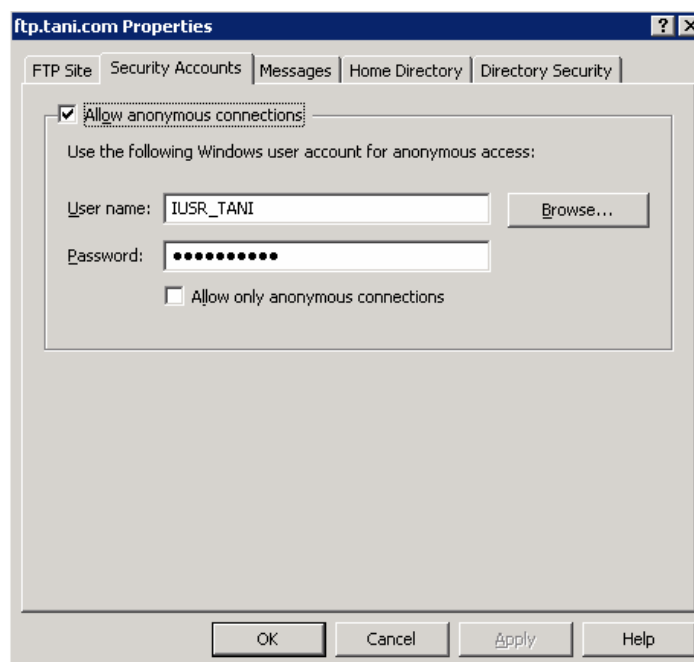 ftp.tani.com Properties
FTP Site Security Accounts Messages Home Directory Directory Security
Allow anonymous connections
Use the following Windows user account for anonymous access:
User name: IUSR_TANI Browse...
Password: ●●●●●●●●●●
Allow only anonymous connections
OK Cancel Apply Help